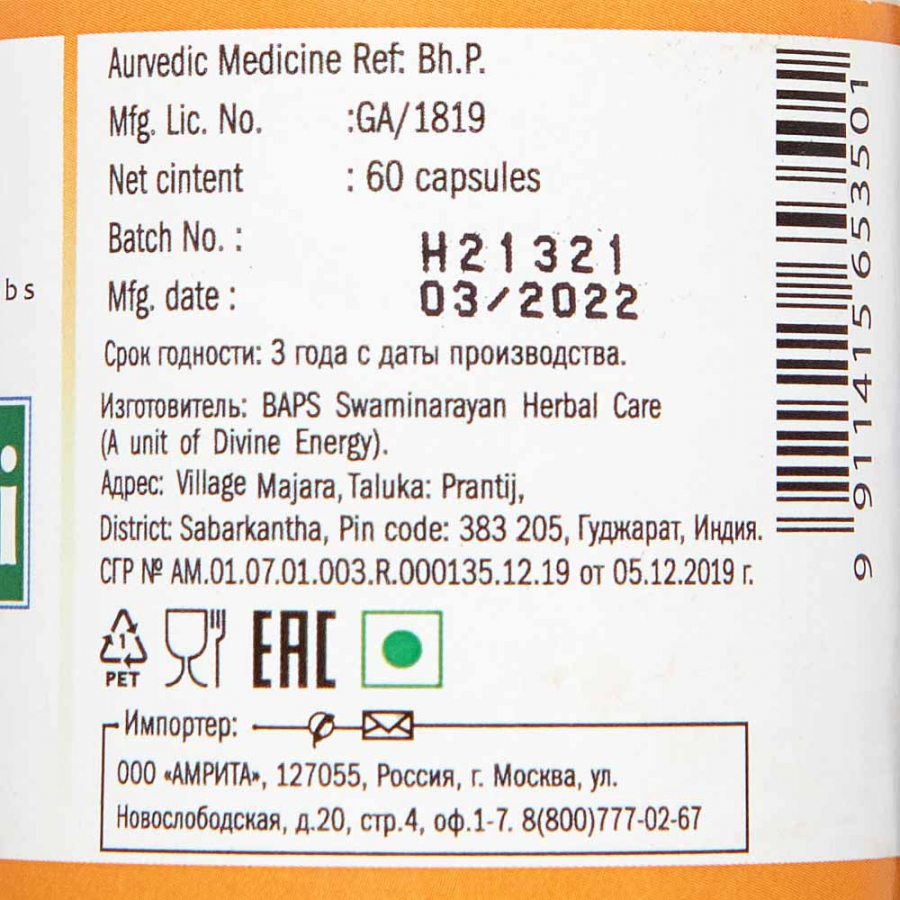 Aurvedic Medicine Ref: Bh.P.
Mfg. Lic. No. :GA/1819
Net cintent : 60 capsules
Batch No. : H21321
Mfg. date : 03/2022
Срок годности: 3 года с даты производства.
Изготовитель: BAPS Swaminarayan Herbal Care
(A unit of Divine Energy).
Адрес: Village Majara, Taluka: Prantij,
District: Sabarkantha, Pin code: 383 205, Гуджарат, Индия.
СГР № AM.01.07.01.003.R.000135.12.19 от 05.12.2019 г.
1
PET
EAC
Импортер:
ООО «АМРИТА», 127055, Россия, г. Москва, ул.
Новослободская, д.20, стр.4, оф.1-7. 8(800)777-02-67
9 911415 653501
bs
i